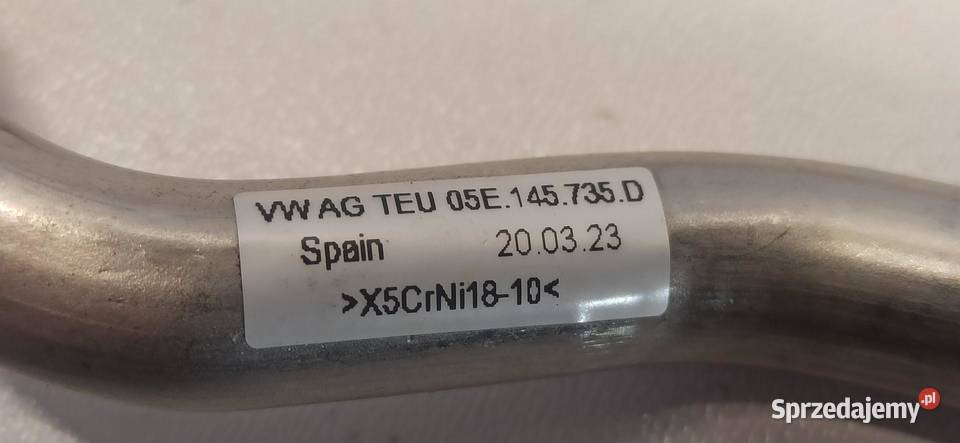 VW AG TEU 05E.145.735.D
Spain 20.03.23
>X5CrNi18-10<
Sprzedajemy.pl